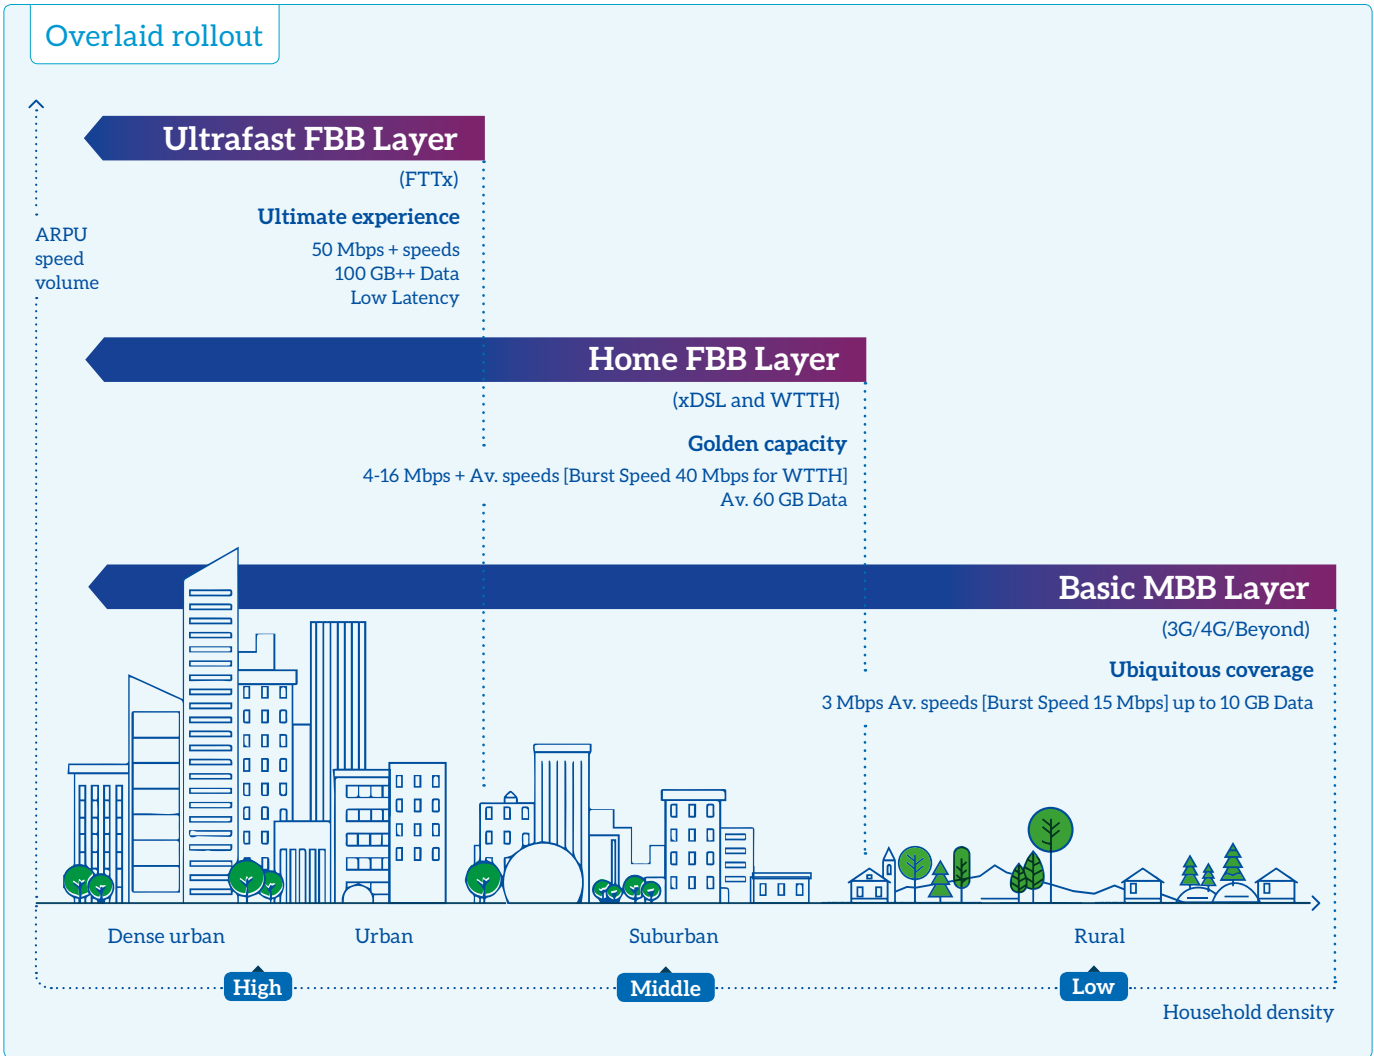 Overlaid rollout
Ultrafast FBB Layer
(FTTx)
Ultimate experience
50 Mbps + speeds
100 GB++ Data
Low Latency
ARPU
speed
volume
Home FBB Layer
(xDSL and WTTH)
Golden capacity
4-16 Mbps + Av. speeds [Burst Speed 40 Mbps for WTTH]
Av. 60 GB Data
Basic MBB Layer
(3G/4G/Beyond)
Ubiquitous coverage
3 Mbps Av. speeds [Burst Speed 15 Mbps] up to 10 GB Data
Dense urban
Urban
Suburban
Rural
High
Middle
Low
Household density